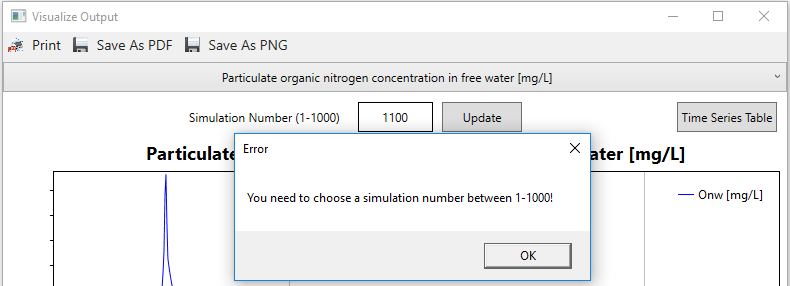 Visualize Output
Print Save As PDF Save As PNG
Particulate organic nitrogen concentration in free water [mg/L]
Simulation Number (1-1000) 1100 Update Time Series Table
Particulate ater [mg/L]
Error
You need to choose a simulation number between 1-1000!
Onw [mg/L]
OK